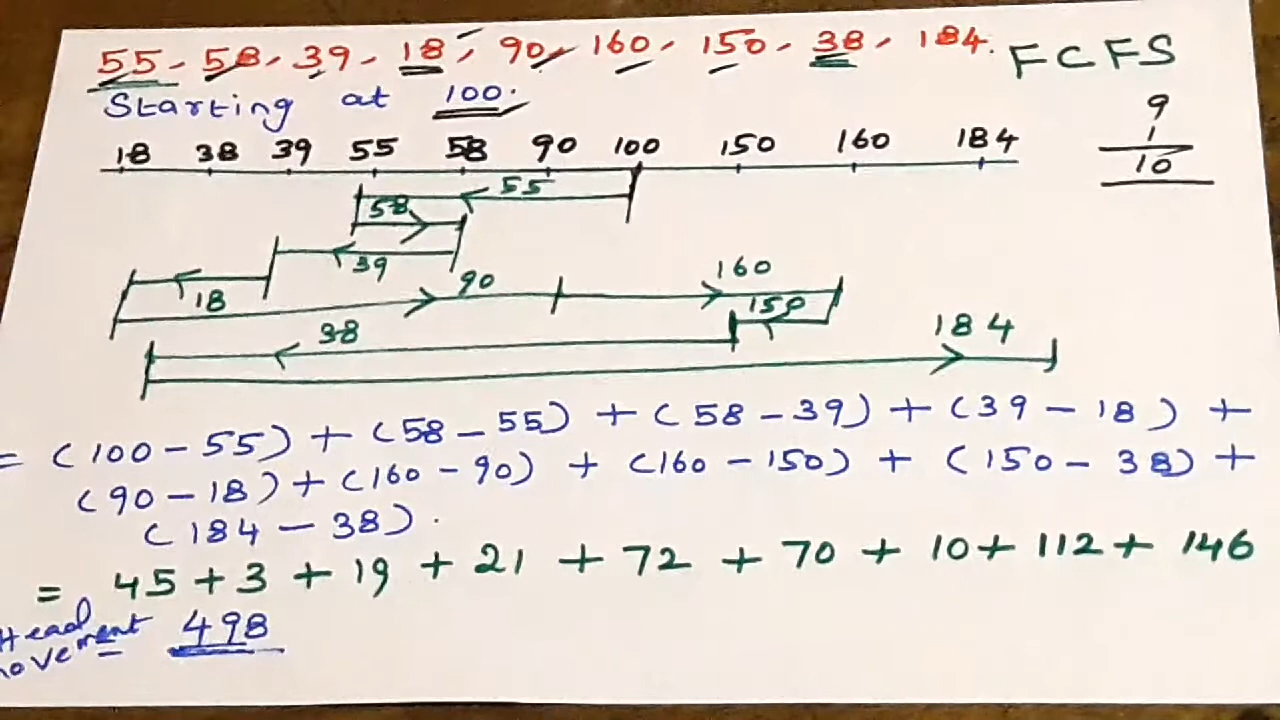 55, 58, 39, 18, 90, 160, 150, 38, 184.
FCFS
Starting at 100.
9
1
10
18 38 39 55 58 90 100 150 160 184
55
58
39
18
90
160
150
38
184
= (100-55) + (58-55) + (58-39) + (39-18) +
(90-18) + (160-90) + (160-150) + (150-38) +
(184-38).
= 45 + 3 + 19 + 21 + 72 + 70 + 10 + 112 + 146
Head movement 498